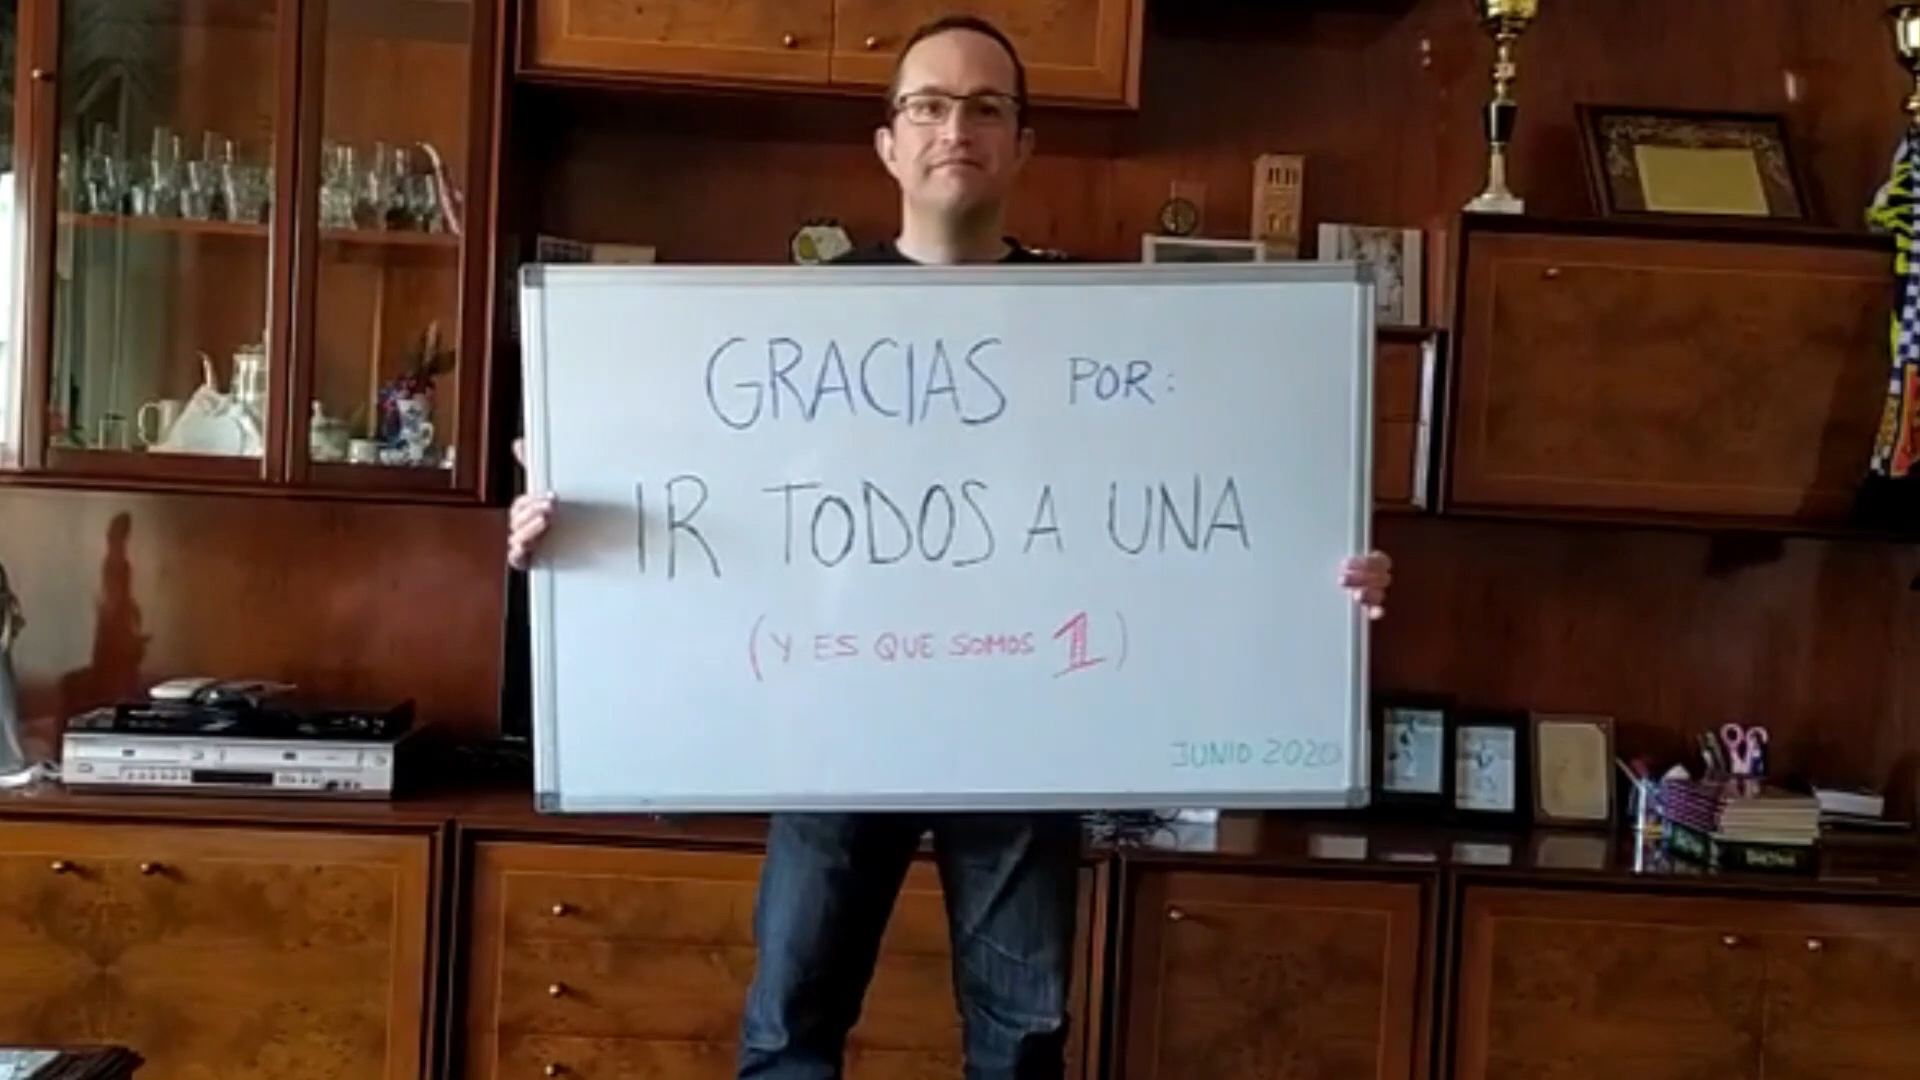 GRACIAS POR:
IR TODOS A UNA
(Y ES QUE SOMOS 1)
JUNIO 2020